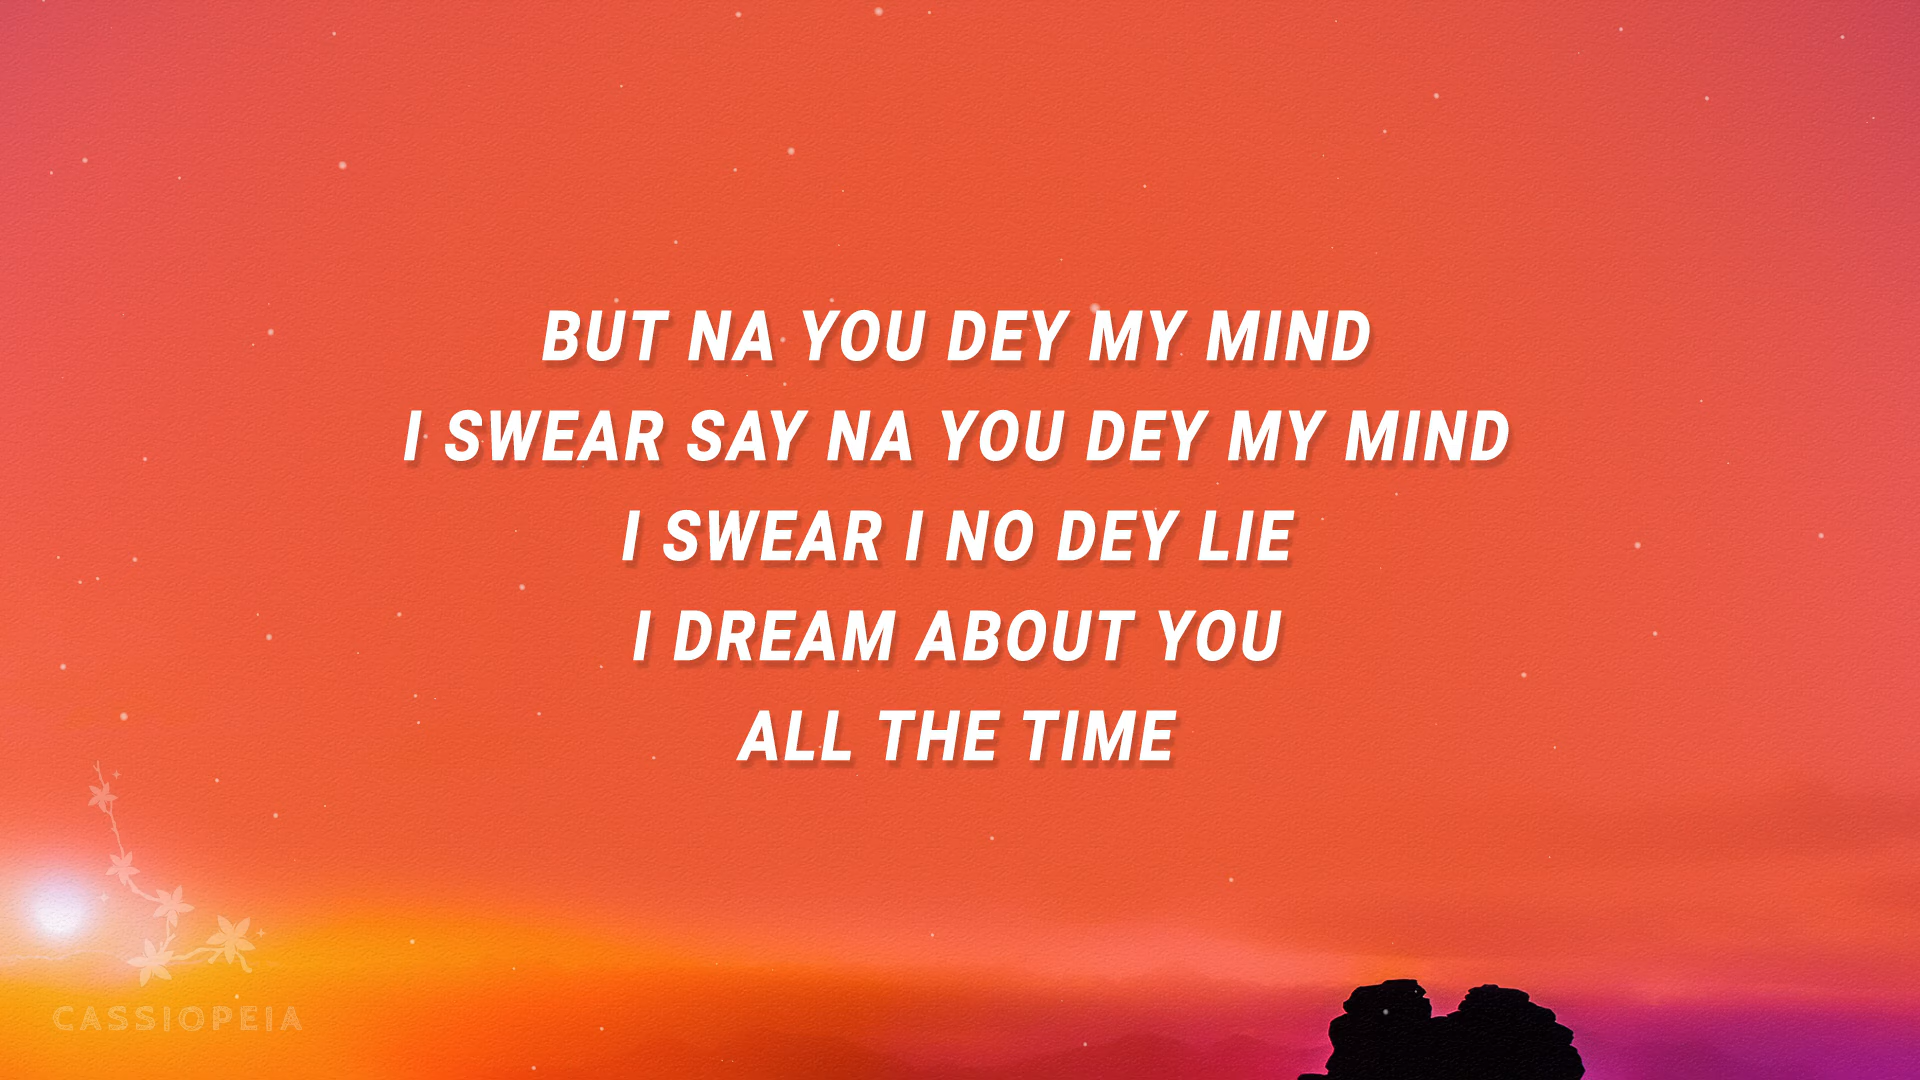 BUT NA YOU DEY MY MIND
I SWEAR SAY NA YOU DEY MY MIND
I SWEAR I NO DEY LIE
I DREAM ABOUT YOU
ALL THE TIME
CASSIOPEIA